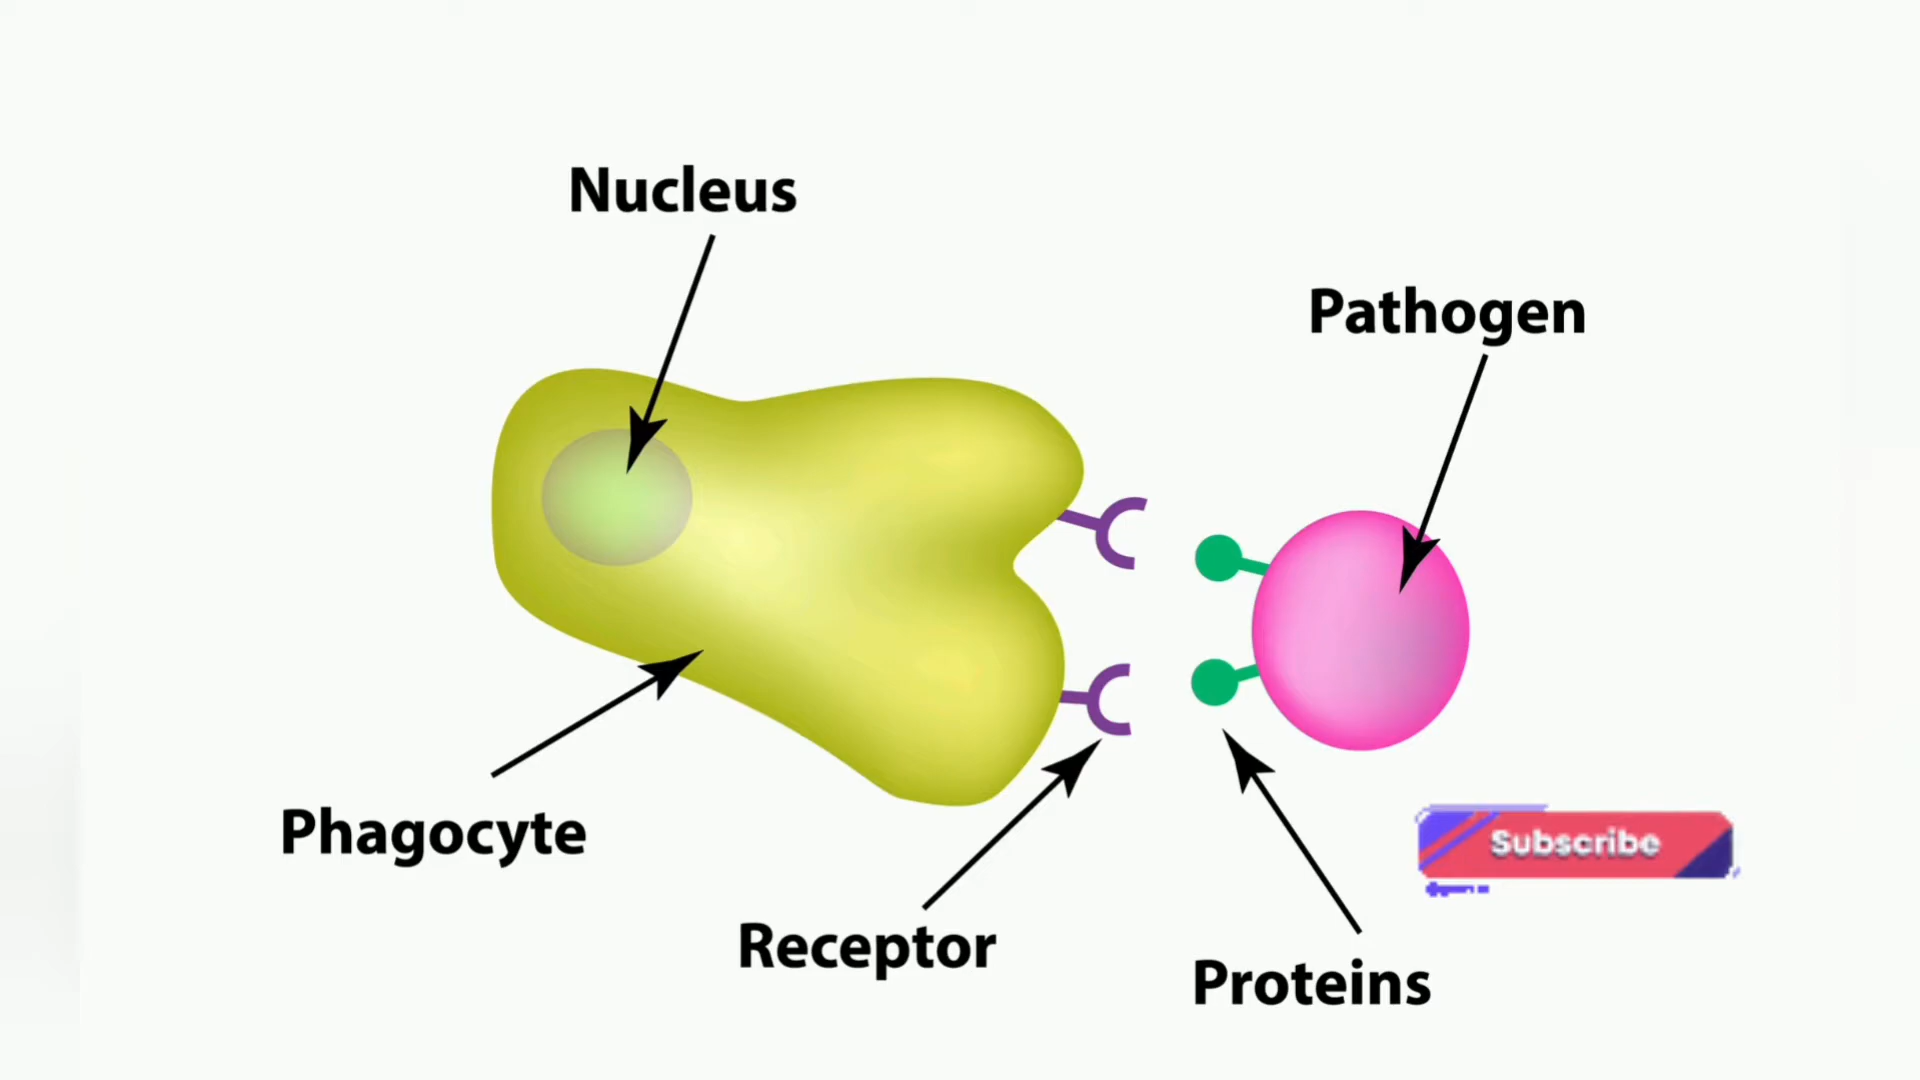 Nucleus
Pathogen
Phagocyte
Subscribe
Receptor
Proteins